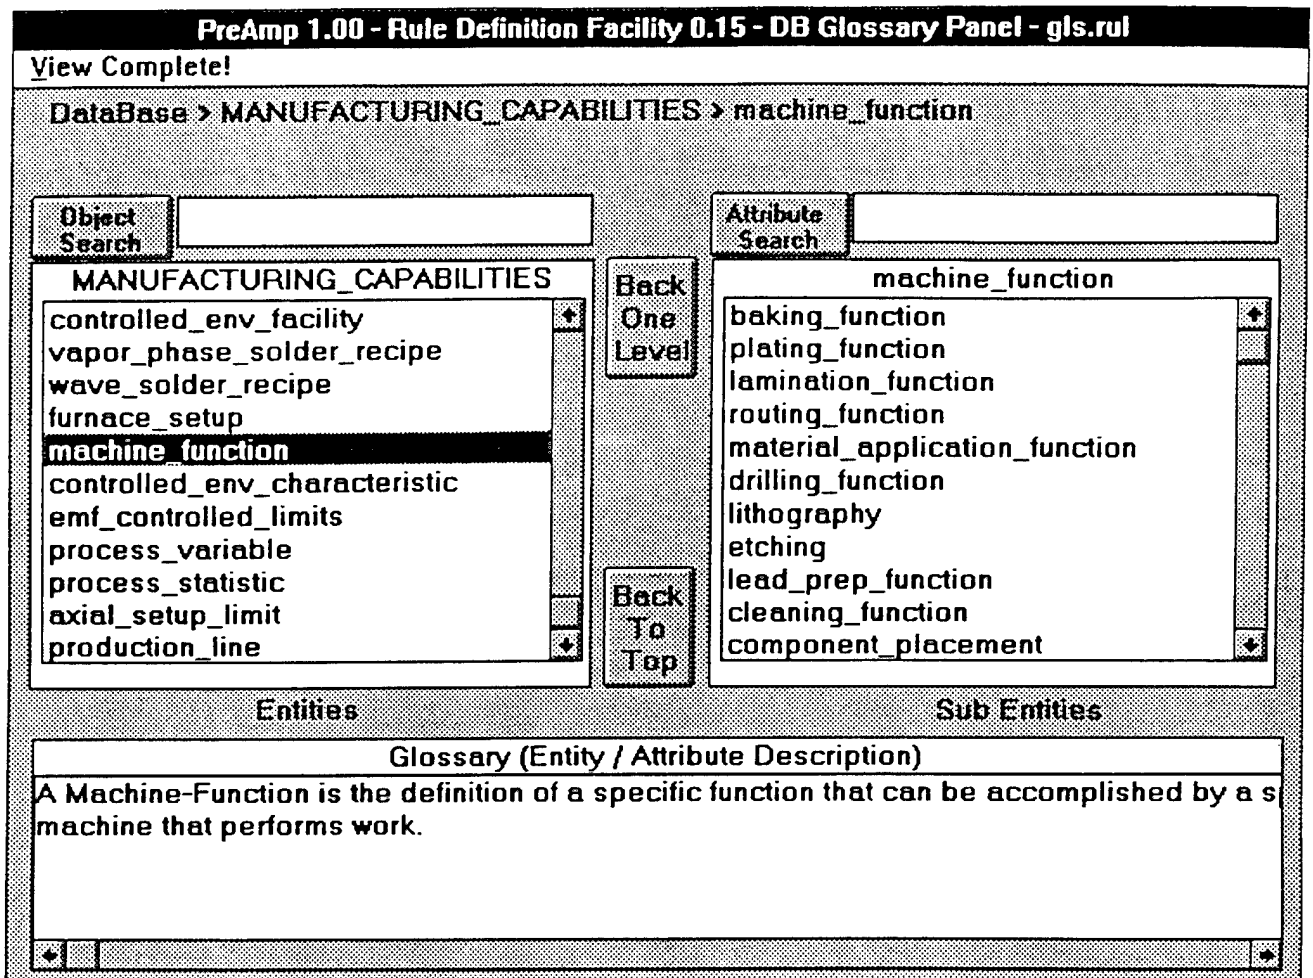 PreAmp 1.00 - Rule Definition Facility 0.15 - DB Glossary Panel - gls.rul
View Complete!
DataBase > MANUFACTURING_CAPABILITIES > machine_function
Object
Search
Attribute
Search
MANUFACTURING_CAPABILITIES
controlled_env_facility
vapor_phase_solder_recipe
wave_solder_recipe
furnace_setup
machine_function
controlled_env_characteristic
emf_controlled_limits
process_variable
process_statistic
axial_setup_limit
production_line
Entities
Back
One
Level
Back
To
Top
machine_function
baking_function
plating_function
lamination_function
routing_function
material_application_function
drilling_function
lithography
etching
lead_prep_function
cleaning_function
component_placement
Sub Entities
Glossary (Entity / Attribute Description)
A Machine-Function is the definition of a specific function that can be accomplished by a
machine that performs work.